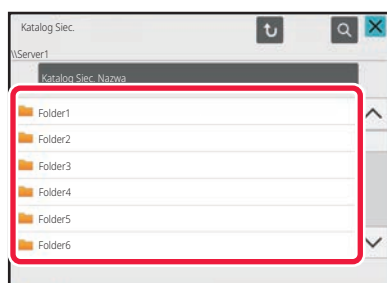 Katalog Siec.
\\Server1
Katalog Siec. Nazwa
Folder1
Folder2
Folder3
Folder4
Folder5
Folder6